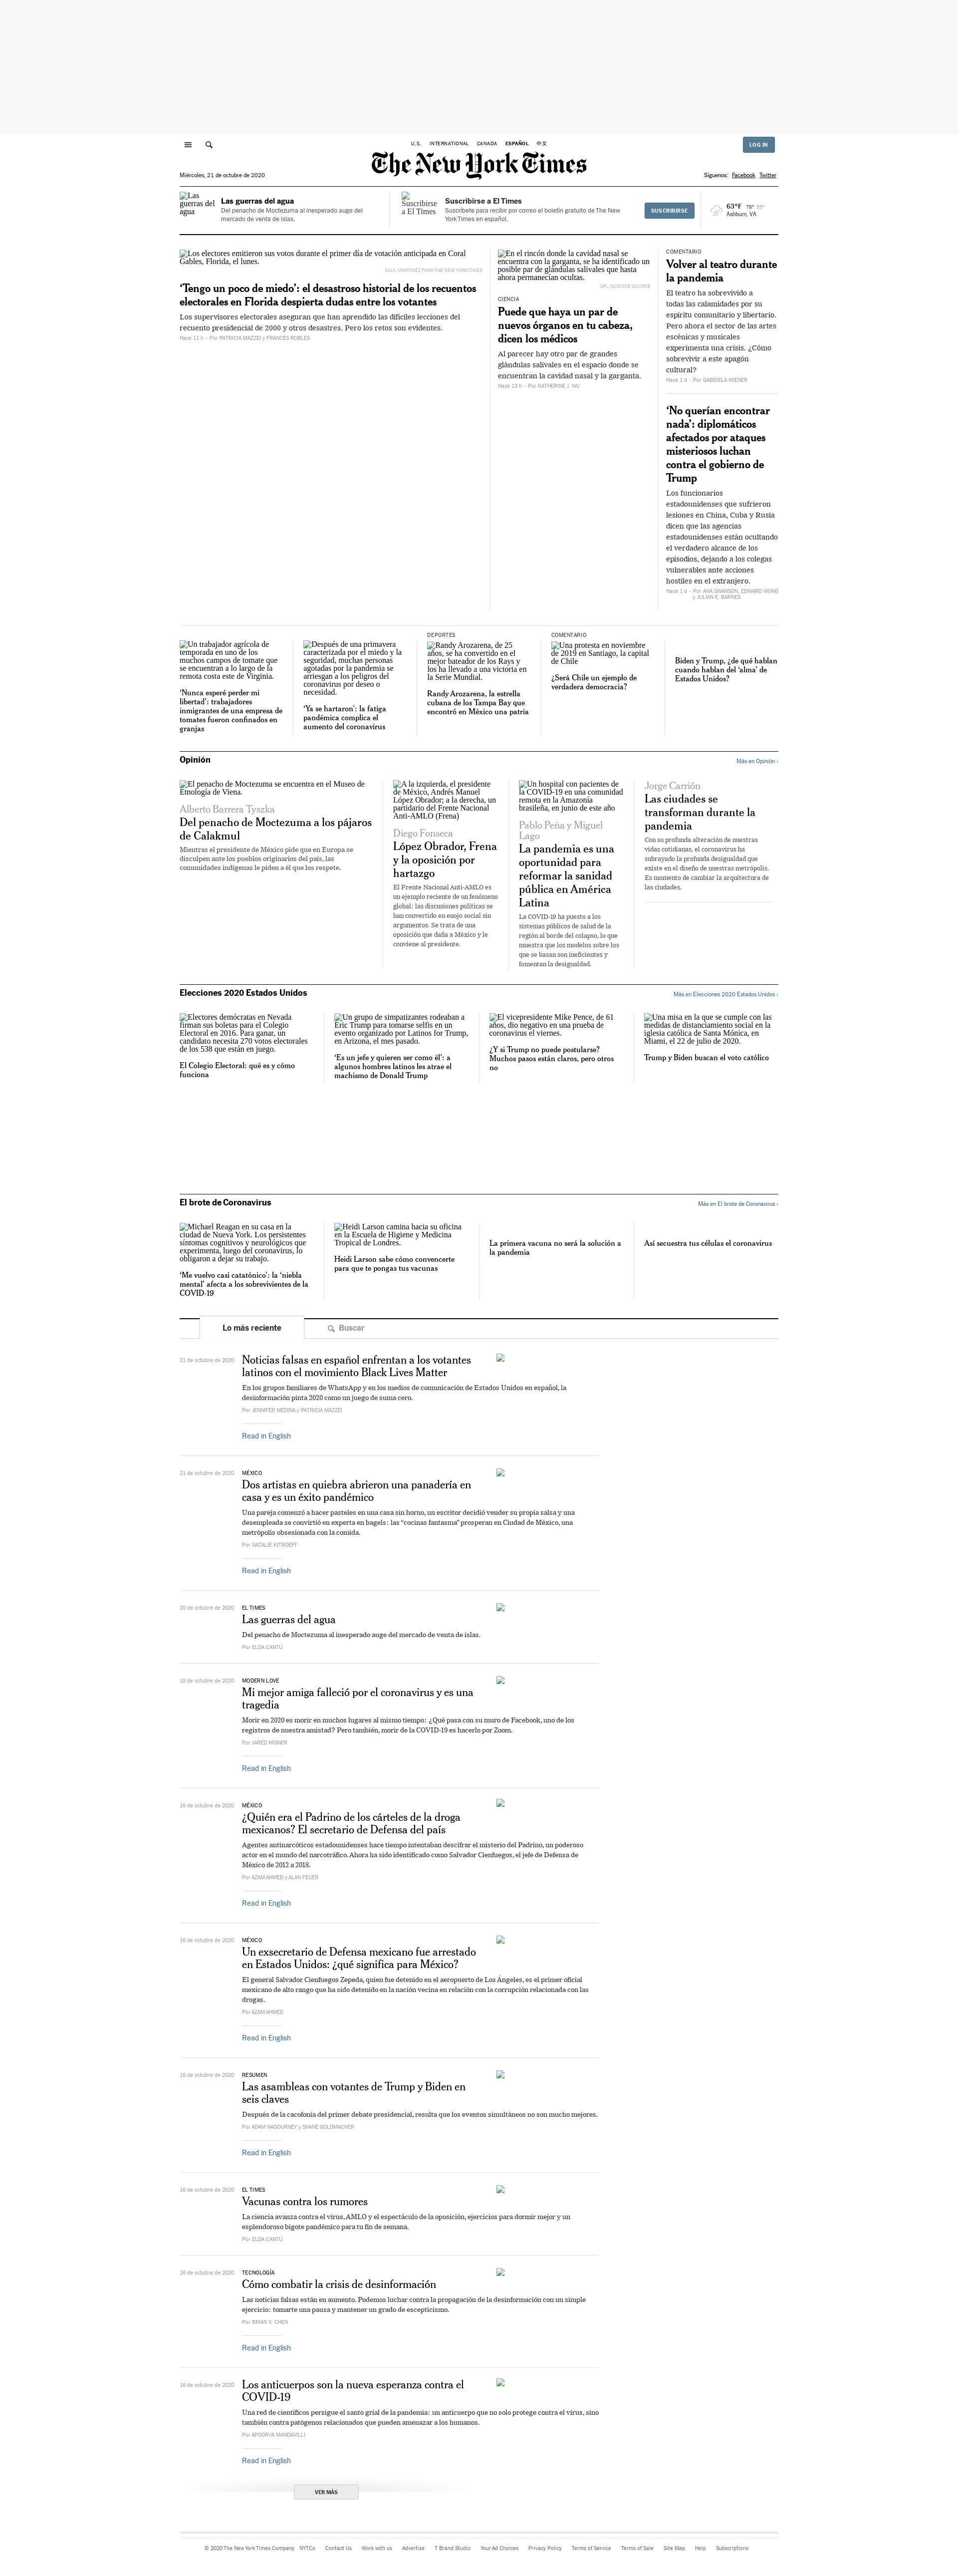 U.S. INTERNATIONAL CANADA ESPAÑOL 中文
LOG IN
The New York Times
Miércoles, 21 de octubre de 2020
Síguenos: Facebook Twitter
Las guerras del agua
Las guerras del agua
Del penacho de Moctezuma al inesperado auge del
mercado de venta de islas.
Suscribirse a El Times
Suscribirse a El Times
Suscríbete para recibir por correo el boletín gratuito de The New
York Times en español.
SUSCRIBIRSE
63°F 78° 55°
Ashburn, VA
Los electores emitieron sus votos durante el primer día de votación anticipada en Coral
Gables, Florida, el lunes.
SAUL MARTINEZ PARA THE NEW YORK TIMES
‘Tengo un poco de miedo’: el desastroso historial de los recuentos
electorales en Florida despierta dudas entre los votantes
Los supervisores electorales aseguran que han aprendido las difíciles lecciones del
recuento presidencial de 2000 y otros desastres. Pero los retos son evidentes.
Hace 11 h - Por PATRICIA MAZZEI y FRANCES ROBLES
En el rincón donde la cavidad nasal se
encuentra con la garganta, se ha identificado un
posible par de glándulas salivales que hasta
ahora permanecían ocultas.
SPL/SCIENCE SOURCE
CIENCIA
Puede que haya un par de
nuevos órganos en tu cabeza,
dicen los médicos
Al parecer hay otro par de grandes
glándulas salivales en el espacio donde se
encuentran la cavidad nasal y la garganta.
Hace 13 h - Por KATHERINE J. WU
COMENTARIO
Volver al teatro durante
la pandemia
El teatro ha sobrevivido a
todas las calamidades por su
espíritu comunitario y libertario.
Pero ahora el sector de las artes
escénicas y musicales
experimenta una crisis. ¿Cómo
sobrevivir a este apagón
cultural?
Hace 1 d - Por GABRIELA WIENER
‘No querían encontrar
nada’: diplomáticos
afectados por ataques
misteriosos luchan
contra el gobierno de
Trump
Los funcionarios
estadounidenses que sufrieron
lesiones en China, Cuba y Rusia
dicen que las agencias
estadounidenses están ocultando
el verdadero alcance de los
episodios, dejando a los colegas
vulnerables ante acciones
hostiles en el extranjero.
Hace 1 d - Por ANA SWANSON, EDWARD WONG
y JULIAN E. BARNES
Un trabajador agrícola de
temporada en uno de los
muchos campos de tomate que
se encuentran a lo largo de la
remota costa este de Virginia.
‘Nunca esperé perder mi
libertad’: trabajadores
inmigrantes de una empresa de
tomates fueron confinados en
granjas
Después de una primavera
caracterizada por el miedo y la
seguridad, muchas personas
agotadas por la pandemia se
arriesgan a los peligros del
coronavirus por deseo o
necesidad.
‘Ya se hartaron’: la fatiga
pandémica complica el
aumento del coronavirus
DEPORTES
Randy Arozarena, de 25
años, se ha convertido en el
mejor bateador de los Rays y
los ha llevado a una victoria en
la Serie Mundial.
Randy Arozarena, la estrella
cubana de los Tampa Bay que
encontró en México una patria
COMENTARIO
Una protesta en noviembre
de 2019 en Santiago, la capital
de Chile
¿Será Chile un ejemplo de
verdadera democracia?
Biden y Trump, ¿de qué hablan
cuando hablan del ‘alma’ de
Estados Unidos?
Opinión
Más en Opinión ›
El penacho de Moctezuma se encuentra en el Museo de
Etnología de Viena.
Alberto Barrera Tyszka
Del penacho de Moctezuma a los pájaros
de Calakmul
Mientras el presidente de México pide que en Europa se
disculpen ante los pueblos originarios del país, las
comunidades indígenas le piden a él que los respete.
A la izquierda, el presidente
de México, Andrés Manuel
López Obrador; a la derecha, un
partidario del Frente Nacional
Anti-AMLO (Frena)
Diego Fonseca
López Obrador, Frena
y la oposición por
hartazgo
El Frente Nacional Anti-AMLO es
un ejemplo reciente de un fenómeno
global: las discusiones políticas se
han convertido en enojo social sin
argumentos. Se trata de una
oposición que daña a México y le
conviene al presidente.
Un hospital con pacientes de
la COVID-19 en una comunidad
remota en la Amazonia
brasileña, en junio de este año
Pablo Peña y Miguel
Lago
La pandemia es una
oportunidad para
reformar la sanidad
pública en América
Latina
La COVID-19 ha puesto a los
sistemas públicos de salud de la
región al borde del colapso, lo que
muestra que los modelos sobre los
que se basan son ineficientes y
fomentan la desigualdad.
Jorge Carrión
Las ciudades se
transforman durante la
pandemia
Con su profunda alteración de nuestras
vidas cotidianas, el coronavirus ha
subrayado la profunda desigualdad que
existe en el diseño de nuestras metrópolis.
Es momento de cambiar la arquitectura de
las ciudades.
Elecciones 2020 Estados Unidos
Más en Elecciones 2020 Estados Unidos ›
Electores demócratas en Nevada
firman sus boletas para el Colegio
Electoral en 2016. Para ganar, un
candidato necesita 270 votos electorales
de los 538 que están en juego.
El Colegio Electoral: qué es y cómo
funciona
Un grupo de simpatizantes rodeaban a
Eric Trump para tomarse selfis en un
evento organizado por Latinos for Trump,
en Arizona, el mes pasado.
‘Es un jefe y quieren ser como él’: a
algunos hombres latinos les atrae el
machismo de Donald Trump
El vicepresidente Mike Pence, de 61
años, dio negativo en una prueba de
coronavirus el viernes.
¿Y si Trump no puede postularse?
Muchos pasos están claros, pero otros
no
Una misa en la que se cumple con las
medidas de distanciamiento social en la
iglesia católica de Santa Mónica, en
Miami, el 22 de julio de 2020.
Trump y Biden buscan el voto católico
El brote de Coronavirus
Más en El brote de Coronavirus ›
Michael Reagan en su casa en la
ciudad de Nueva York. Los persistentes
síntomas cognitivos y neurológicos que
experimenta, luego del coronavirus, lo
obligaron a dejar su trabajo.
‘Me vuelvo casi catatónico’: la ‘niebla
mental’ afecta a los sobrevivientes de la
COVID-19
Heidi Larson camina hacia su oficina
en la Escuela de Higiene y Medicina
Tropical de Londres.
Heidi Larson sabe cómo convencerte
para que te pongas tus vacunas
La primera vacuna no será la solución a
la pandemia
Así secuestra tus células el coronavirus
Lo más reciente
Buscar
21 de octubre de 2020
Noticias falsas en español enfrentan a los votantes
latinos con el movimiento Black Lives Matter
En los grupos familiares de WhatsApp y en los medios de comunicación de Estados Unidos en español, la
desinformación pinta 2020 como un juego de suma cero.
Por JENNIFER MEDINA y PATRICIA MAZZEI
Read in English
21 de octubre de 2020
MÉXICO
Dos artistas en quiebra abrieron una panadería en
casa y es un éxito pandémico
Una pareja comenzó a hacer pasteles en una casa sin horno, un escritor decidió vender su propia salsa y una
desempleada se convirtió en experta en bagels: las “cocinas fantasma” prosperan en Ciudad de México, una
metrópolis obsesionada con la comida.
Por NATALIE KITROEFF
Read in English
20 de octubre de 2020
EL TIMES
Las guerras del agua
Del penacho de Moctezuma al inesperado auge del mercado de venta de islas.
Por ELDA CANTÚ
18 de octubre de 2020
MODERN LOVE
Mi mejor amiga falleció por el coronavirus y es una
tragedia
Morir en 2020 es morir en muchos lugares al mismo tiempo: ¿Qué pasa con su muro de Facebook, uno de los
registros de nuestra amistad? Pero también, morir de la COVID-19 es hacerlo por Zoom.
Por JARED MISNER
Read in English
16 de octubre de 2020
MÉXICO
¿Quién era el Padrino de los cárteles de la droga
mexicanos? El secretario de Defensa del país
Agentes antinarcóticos estadounidenses hace tiempo intentaban descifrar el misterio del Padrino, un poderoso
actor en el mundo del narcotráfico. Ahora ha sido identificado como Salvador Cienfuegos, el jefe de Defensa de
México de 2012 a 2018.
Por AZAM AHMED y ALAN FEUER
Read in English
16 de octubre de 2020
MÉXICO
Un exsecretario de Defensa mexicano fue arrestado
en Estados Unidos: ¿qué significa para México?
El general Salvador Cienfuegos Zepeda, quien fue detenido en el aeropuerto de Los Ángeles, es el primer oficial
mexicano de alto rango que ha sido detenido en la nación vecina en relación con la corrupción relacionada con las
drogas.
Por AZAM AHMED
Read in English
16 de octubre de 2020
RESUMEN
Las asambleas con votantes de Trump y Biden en
seis claves
Después de la cacofonía del primer debate presidencial, resulta que los eventos simultáneos no son mucho mejores.
Por ADAM NAGOURNEY y SHANE GOLDMACHER
Read in English
16 de octubre de 2020
EL TIMES
Vacunas contra los rumores
La ciencia avanza contra el virus, AMLO y el espectáculo de la oposición, ejercicios para dormir mejor y un
esplendoroso bigote pandémico para tu fin de semana.
Por ELDA CANTÚ
16 de octubre de 2020
TECNOLOGÍA
Cómo combatir la crisis de desinformación
Las noticias falsas están en aumento. Podemos luchar contra la propagación de la desinformación con un simple
ejercicio: tomarte una pausa y mantener un grado de escepticismo.
Por BRIAN X. CHEN
Read in English
16 de octubre de 2020
Los anticuerpos son la nueva esperanza contra el
COVID-19
Una red de científicos persigue el santo grial de la pandemia: un anticuerpo que no solo protege contra el virus, sino
también contra patógenos relacionados que pueden amenazar a los humanos.
Por APOORVA MANDAVILLI
Read in English
VER MÁS
© 2020 The New York Times Company NYTCo Contact Us Work with us Advertise T Brand Studio Your Ad Choices Privacy Policy Terms of Service Terms of Sale Site Map Help Subscriptions